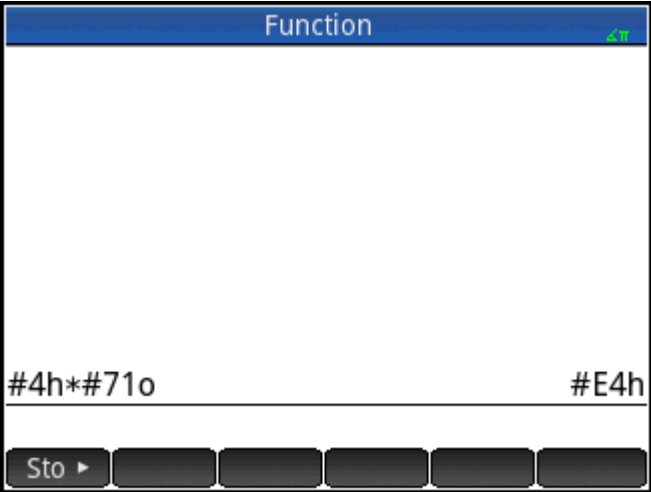 Function
∡π
#4h*#71o #E4h
Sto ▸